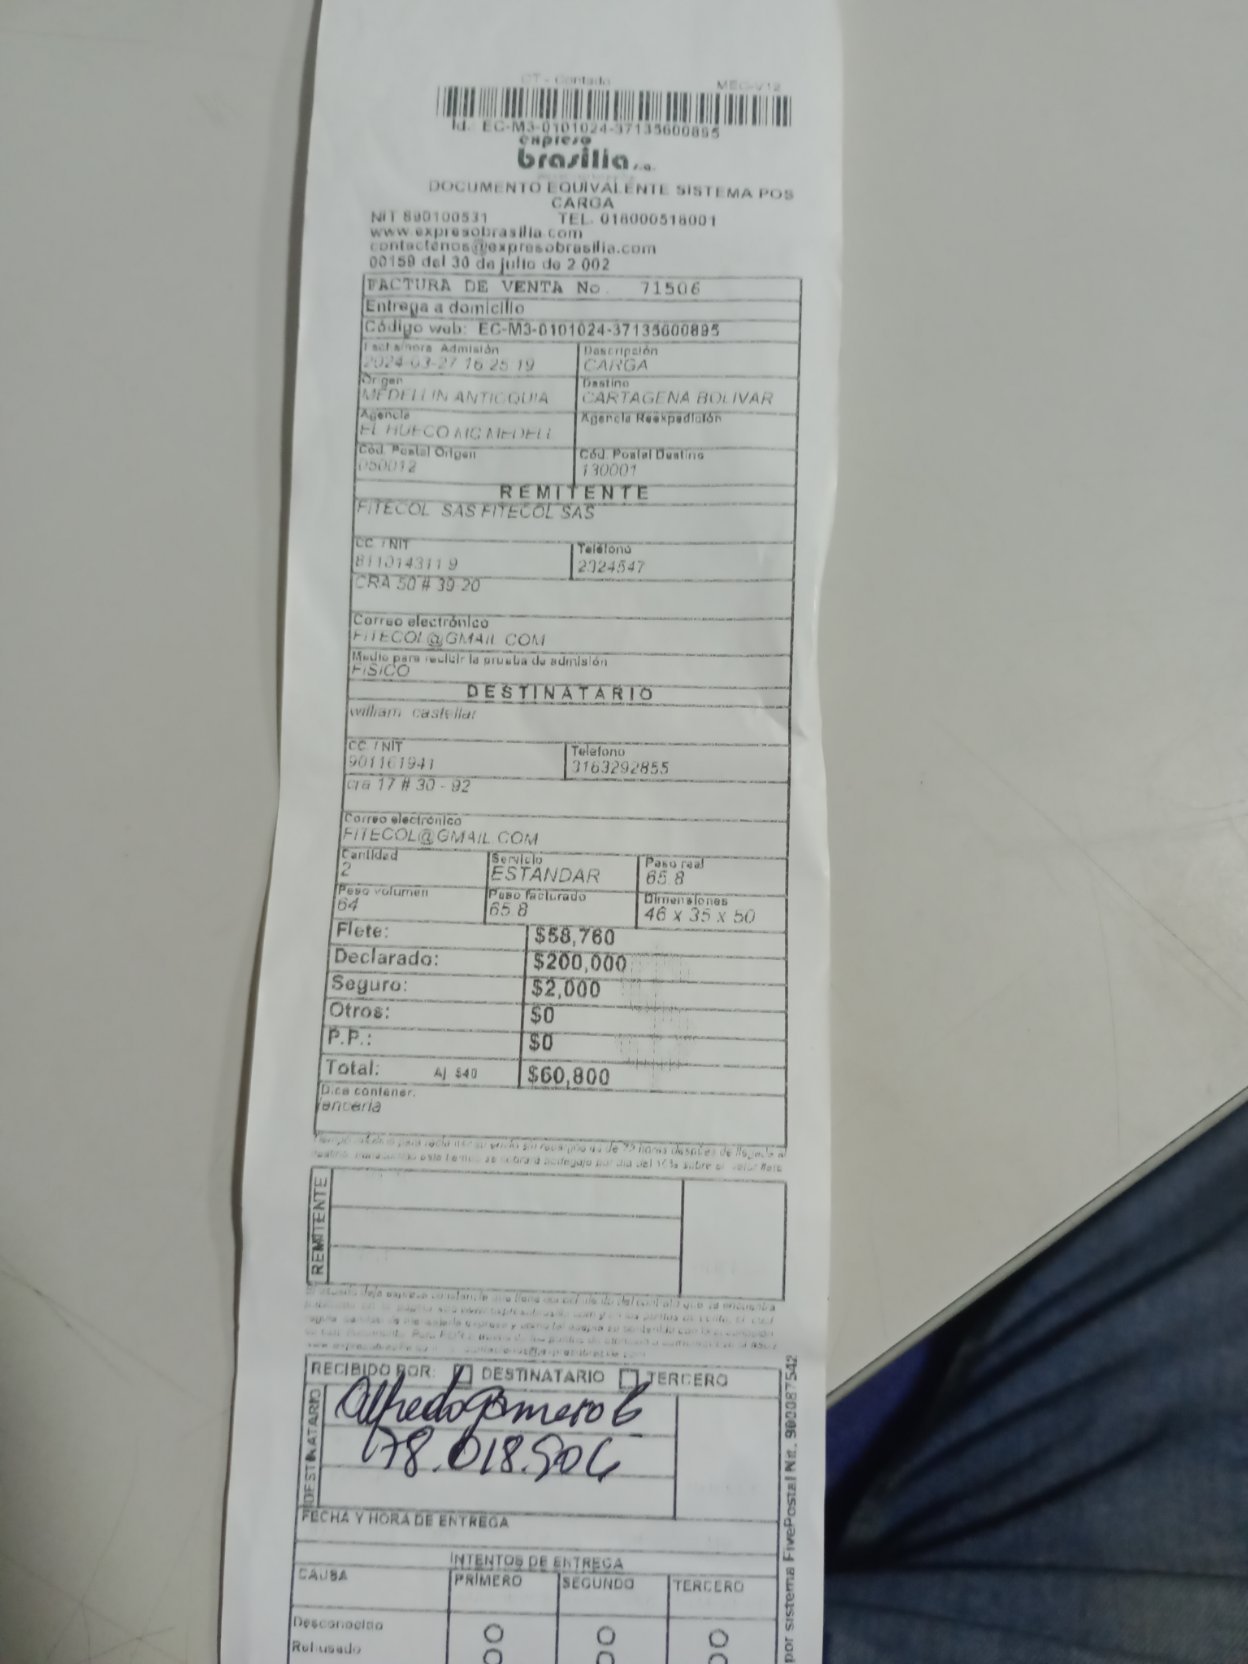 CT - Contado MEC-V12
Id.: EC-M3-0101024-37135600895
expreso
brasilia s.a.
DOCUMENTO EQUIVALENTE SISTEMA POS
CARGA
NIT 890100531 TEL. 018000518001
www.expresobrasilia.com
contactenos@expresobrasilia.com
00159 del 30 de julio de 2 002
FACTURA DE VENTA No. 71506
Entrega a domicilio
Código web: EC-M3-0101024-37135600895
Admisión Descripción
2024-03-27 16 25 19 CARGA
Origen Destino
MEDELLIN ANTIOQUIA CARTAGENA BOLIVAR
Agencia Agencia Reexpedición
EL HUECO MC MEDELL
Cód. Postal Origen Cód. Postal Destino
050012 130001
REMITENTE
FITECOL SAS FITECOL SAS
CC / NIT Teléfono
811014311 9 2324547
CRA 50 # 39 20
Correo electrónico
FITECOL@GMAIL.COM
Medio para recibir la prueba de admisión
FISICO
DESTINATARIO
william castellar
CC / NIT Telefono
901161941 3163292855
cra 17 # 30 - 92
Correo electrónico
FITECOL@GMAIL.COM
Cantidad Servicio Peso real
2 ESTANDAR 65.8
Peso volumen Peso facturado Dimensiones
64 65.8 46 x 35 x 50
Flete: $58,760
Declarado: $200,000
Seguro: $2,000
Otros: $0
P.P.: $0
Total: Aj $40 $60,800
Dice contener:
lenceria
REMITENTE
RECIBIDO POR: DESTINATARIO TERCERO
DESTINATARIO
Alfredo Romero G
78.018.506
FECHA Y HORA DE ENTREGA
INTENTOS DE ENTREGA
CAUSA PRIMERO SEGUNDO TERCERO
Desconocido
Rehusado
por sistema FivePostal Nit. 900087542